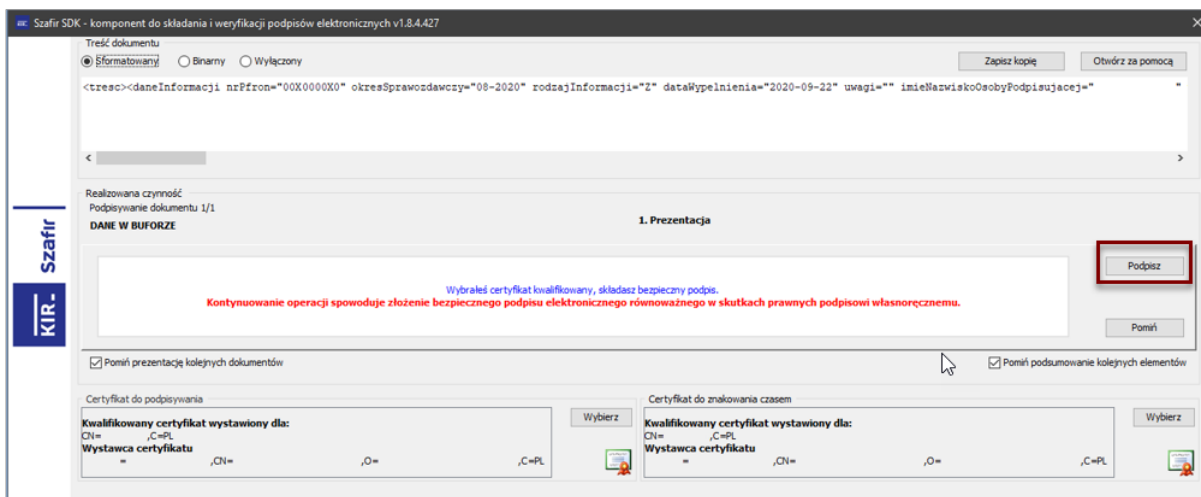 KIR Szafir SDK - komponent do składania i weryfikacji podpisów elektronicznych v1.8.4.427
Treść dokumentu
Sformatowany Binarny Wyłączony Zapisz kopię Otwórz za pomocą
<tresc><daneInformacji nrPfron="00X0000X0" okresSprawozdawczy="08-2020" rodzajInformacji="Z" dataWypelnienia="2020-09-22" uwagi="" imieNazwiskoOsobyPodpisujacej=" "
Realizowana czynność
Podpisywanie dokumentu 1/1
DANE W BUFORZE
1. Prezentacja
KIR. Szafir
Podpisz
Wybrałeś certyfikat kwalifikowany, składasz bezpieczny podpis.
Kontynuowanie operacji spowoduje złożenie bezpiecznego podpisu elektronicznego równoważnego w skutkach prawnych podpisowi własnoręcznemu.
Pomiń
Pomiń prezentację kolejnych dokumentów
Pomiń podsumowanie kolejnych elementów
Certyfikat do podpisywania
Kwalifikowany certyfikat wystawiony dla:
CN= ,C=PL
Wystawca certyfikatu
= ,CN= ,O= ,C=PL
Wybierz
Certyfikat do znakowania czasem
Kwalifikowany certyfikat wystawiony dla:
CN= ,C=PL
Wystawca certyfikatu
= ,CN= ,O= ,C=PL
Wybierz